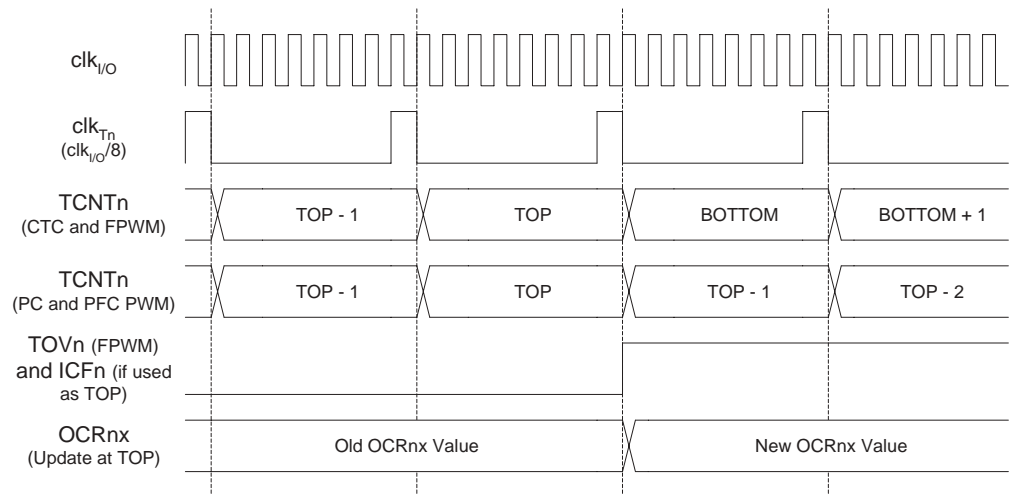 clkI/O
clkTn
(clkI/O/8)
TCNTn
(CTC and FPWM)
TOP - 1
TOP
BOTTOM
BOTTOM + 1
TCNTn
(PC and PFC PWM)
TOP - 1
TOP
TOP - 1
TOP - 2
TOVn (FPWM)
and ICFn (if used
as TOP)
OCRnx
(Update at TOP)
Old OCRnx Value
New OCRnx Value